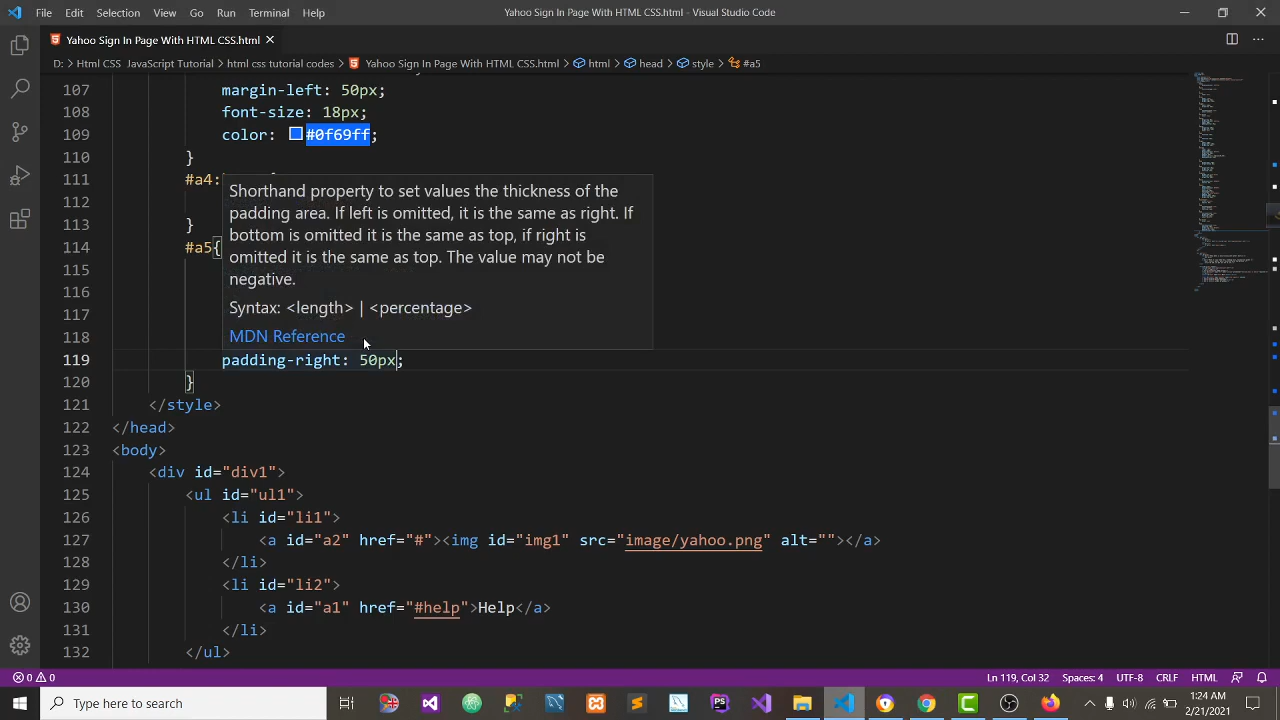 File Edit Selection View Go Run Terminal Help Yahoo Sign In Page With HTML CSS.html - Visual Studio Code
Yahoo Sign In Page With HTML CSS.html
D: > Html CSS JavaScript Tutorial > html css tutorial codes > Yahoo Sign In Page With HTML CSS.html > html > head > style > #a5
107 margin-left: 50px;
108 font-size: 18px;
109 color: #0f69ff;
110 }
111 #a4:
112
113 }
114 #a5{
115
116
117
118
Shorthand property to set values the thickness of the
padding area. If left is omitted, it is the same as right. If
bottom is omitted it is the same as top, if right is
omitted it is the same as top. The value may not be
negative.
Syntax: <length> | <percentage>
MDN Reference
119 padding-right: 50px;
120 }
121 </style>
122 </head>
123 <body>
124 <div id="div1">
125 <ul id="ul1">
126 <li id="li1">
127 <a id="a2" href="#"><img id="img1" src="image/yahoo.png" alt=""></a>
128 </li>
129 <li id="li2">
130 <a id="a1" href="#help">Help</a>
131 </li>
132 </ul>
0 0 Ln 119, Col 32 Spaces: 4 UTF-8 CRLF HTML
Type here to search
1:24 AM
2/21/2021